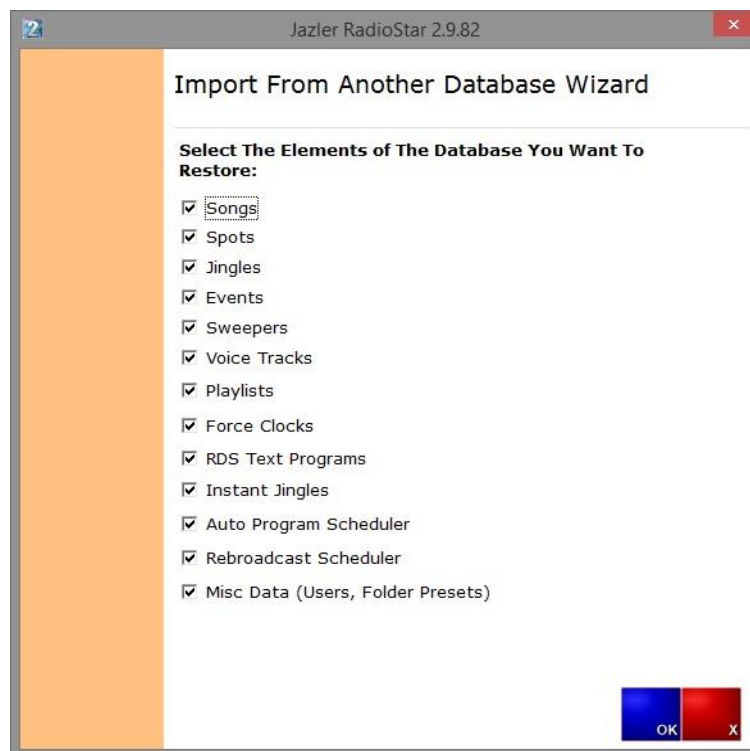 2
Jazler RadioStar 2.9.82
Import From Another Database Wizard
Select The Elements of The Database You Want To
Restore:
Songs
Spots
Jingles
Events
Sweepers
Voice Tracks
Playlists
Force Clocks
RDS Text Programs
Instant Jingles
Auto Program Scheduler
Rebroadcast Scheduler
Misc Data (Users, Folder Presets)
OK X